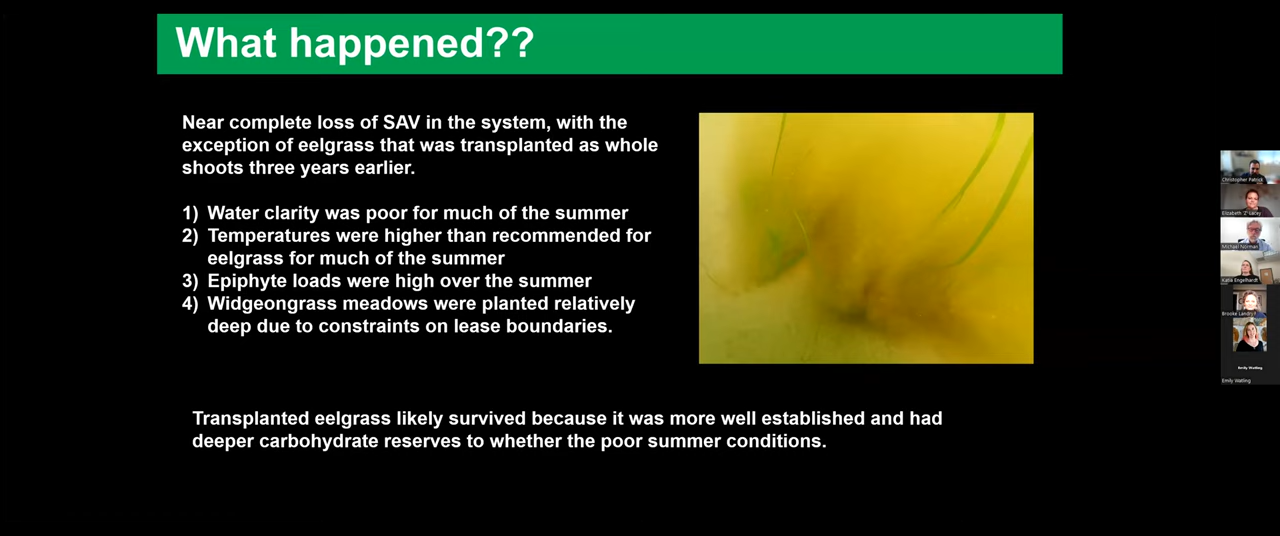 What happened??
Near complete loss of SAV in the system, with the
exception of eelgrass that was transplanted as whole
shoots three years earlier.
1) Water clarity was poor for much of the summer
2) Temperatures were higher than recommended for
eelgrass for much of the summer
3) Epiphyte loads were high over the summer
4) Widgeongrass meadows were planted relatively
deep due to constraints on lease boundaries.
Transplanted eelgrass likely survived because it was more well established and had
deeper carbohydrate reserves to whether the poor summer conditions.
Christopher Patrick
Elizabeth 'Z' Lacey
Michael Norman
Katia Engelhardt
Brooke Landry
Emily Watling
Emily Watling